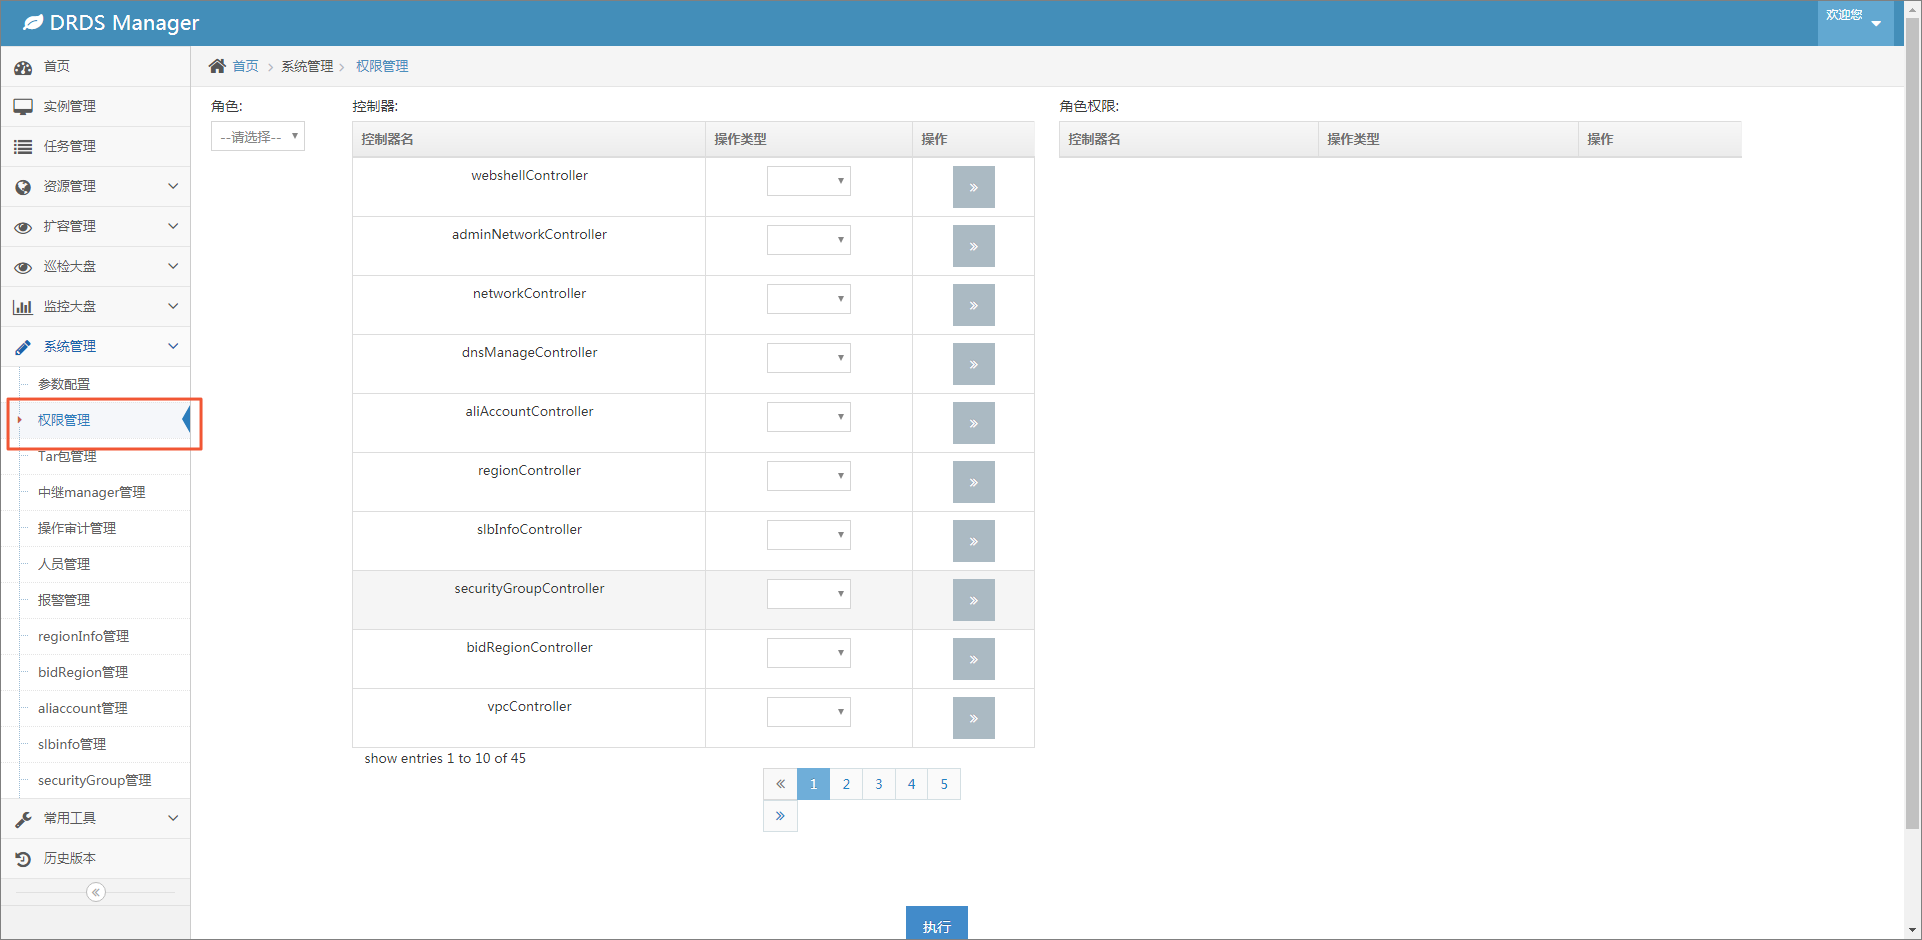 DRDS Manager
欢迎您
首页
实例管理
任务管理
资源管理
扩容管理
巡检大盘
监控大盘
系统管理
参数配置
权限管理
Tar包管理
中继manager管理
操作审计管理
人员管理
报警管理
regionInfo管理
bidRegion管理
aliaccount管理
slbinfo管理
securityGroup管理
常用工具
历史版本
首页 > 系统管理 > 权限管理
角色:
--请选择--
控制器:
控制器名 操作类型 操作
webshellController
adminNetworkController
networkController
dnsManageController
aliAccountController
regionController
slbInfoController
securityGroupController
bidRegionController
vpcController
show entries 1 to 10 of 45
« 1 2 3 4 5
»
角色权限:
控制器名 操作类型 操作
执行